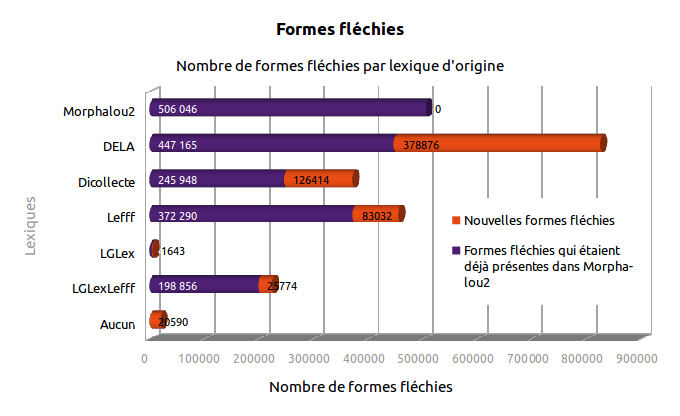 Formes fléchies
Nombre de formes fléchies par lexique d'origine
Lexiques
Morphalou2
506 046
0
DELA
447 165
378876
Dicollecte
245 948
126414
Lefff
372 290
83032
LGLex
1643
LGLexLefff
198 856
25774
Aucun
20590
Nouvelles formes fléchies
Formes fléchies qui étaient
déjà présentes dans Morpha-
lou2
0 100000 200000 300000 400000 500000 600000 700000 800000 900000
Nombre de formes fléchies